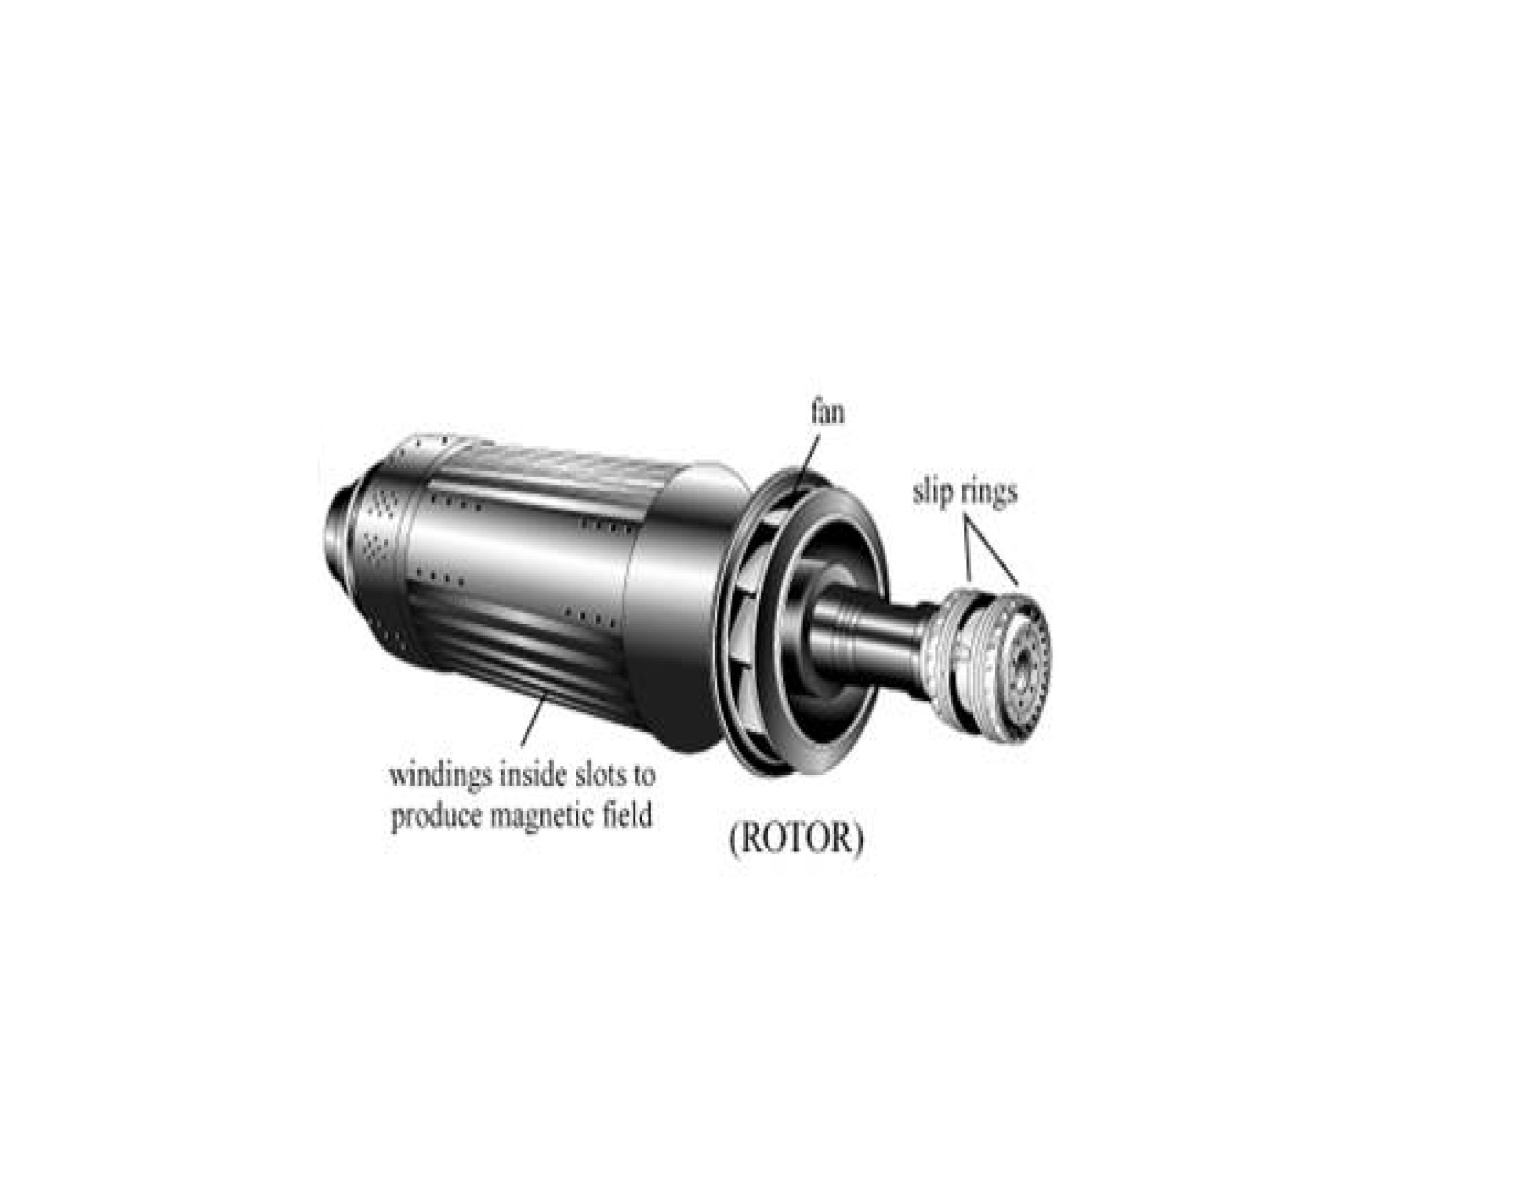 fan
slip rings
windings inside slots to
produce magnetic field
(ROTOR)